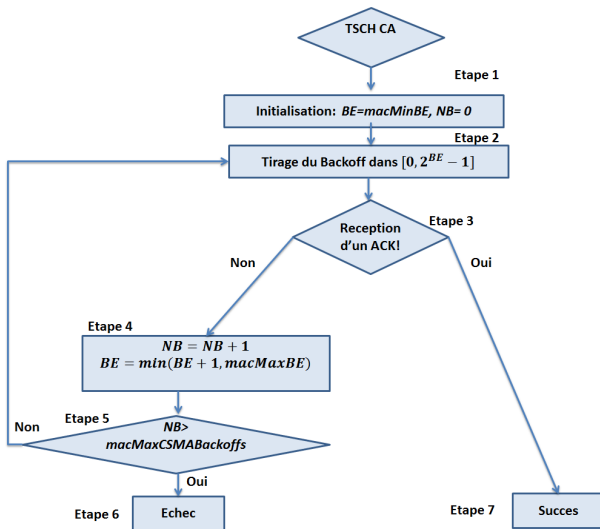 TSCH CA
Etape 1
Initialisation: BE=macMinBE, NB= 0
Etape 2
Tirage du Backoff dans [0, 2^{BE} − 1]
Etape 3
Reception
d'un ACK!
Non
Oui
Etape 4
NB = NB + 1
BE = min(BE + 1, macMaxBE)
Etape 5
Non
NB>
macMaxCSMABackoffs
Oui
Etape 6
Echec
Etape 7
Succes